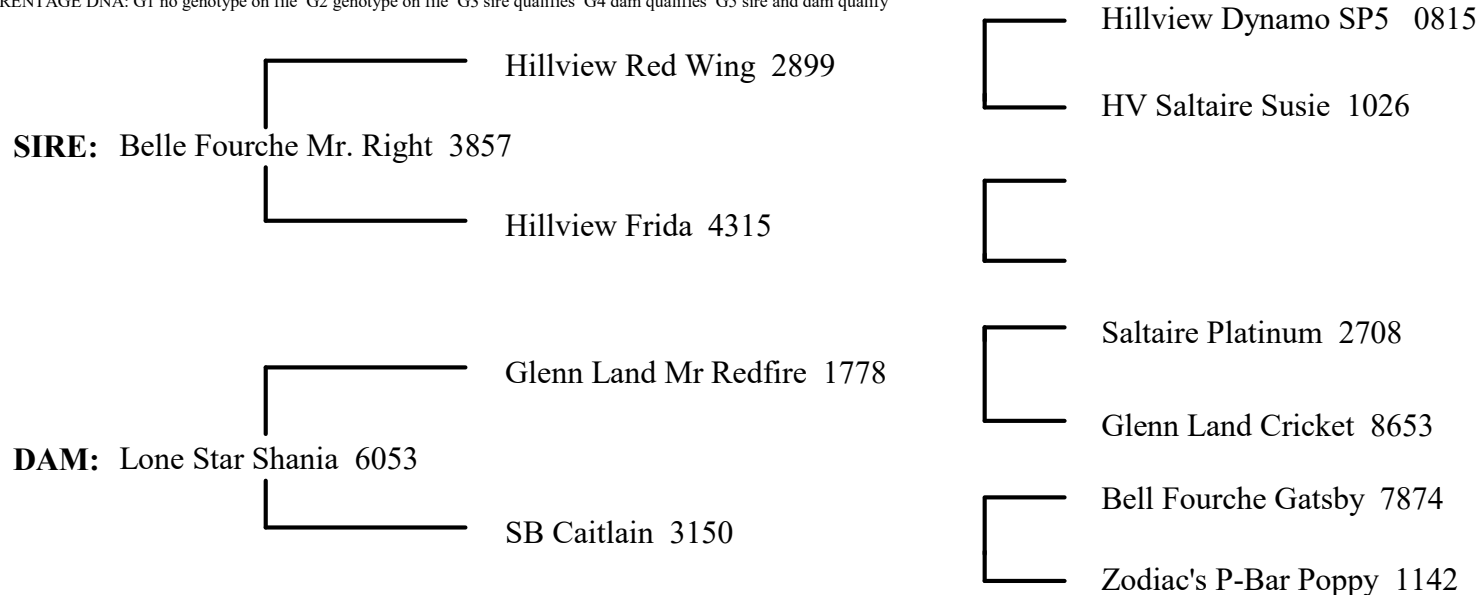 RENTAGE DNA: G1 no genotype on file G2 genotype on file G3 sire qualifies G4 dam qualifies G5 sire and dam qualify
Hillview Dynamo SP5 0815
Hillview Red Wing 2899
HV Saltaire Susie 1026
SIRE: Belle Fourche Mr. Right 3857
Hillview Frida 4315
Saltaire Platinum 2708
Glenn Land Mr Redfire 1778
Glenn Land Cricket 8653
DAM: Lone Star Shania 6053
Bell Fourche Gatsby 7874
SB Caitlain 3150
Zodiac's P-Bar Poppy 1142